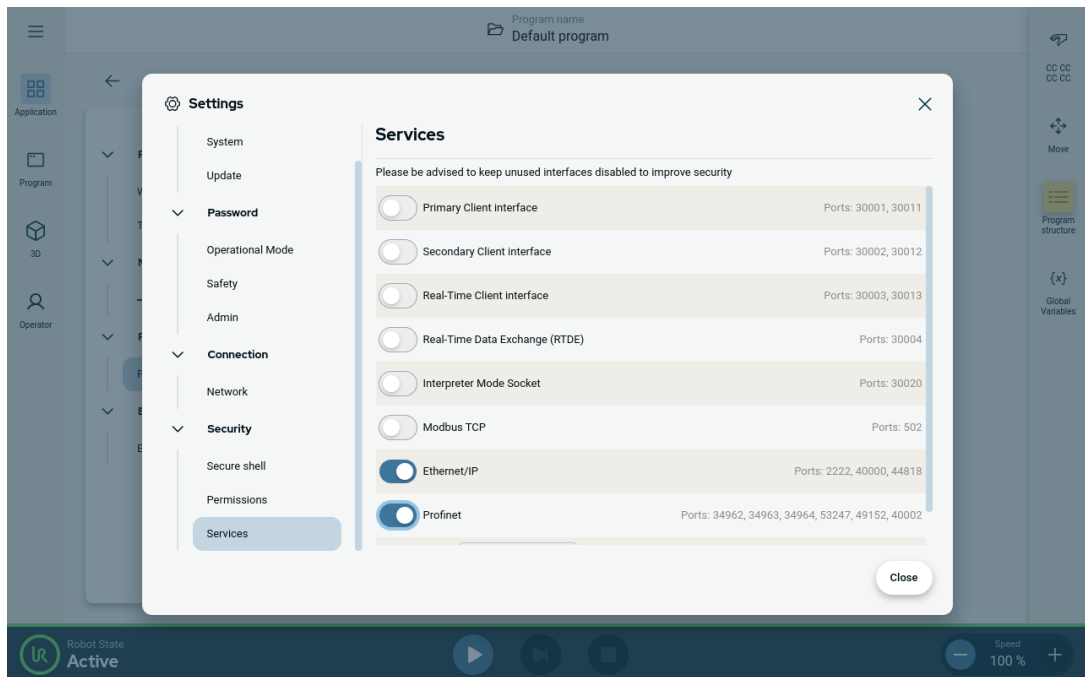 Program name
Default program
Application
Program
3D
Operator
Settings
System
Update
Password
Operational Mode
Safety
Admin
Connection
Network
Security
Secure shell
Permissions
Services
Services
Please be advised to keep unused interfaces disabled to improve security
Primary Client interface Ports: 30001, 30011
Secondary Client interface Ports: 30002, 30012
Real-Time Client interface Ports: 30003, 30013
Real-Time Data Exchange (RTDE) Ports: 30004
Interpreter Mode Socket Ports: 30020
Modbus TCP Ports: 502
Ethernet/IP Ports: 2222, 40000, 44818
Profinet Ports: 34962, 34963, 34964, 53247, 49152, 40002
Close
CC CC
CC CC
Move
Program
structure
{x}
Global
Variables
UR
Robot State
Active
Speed
100 %